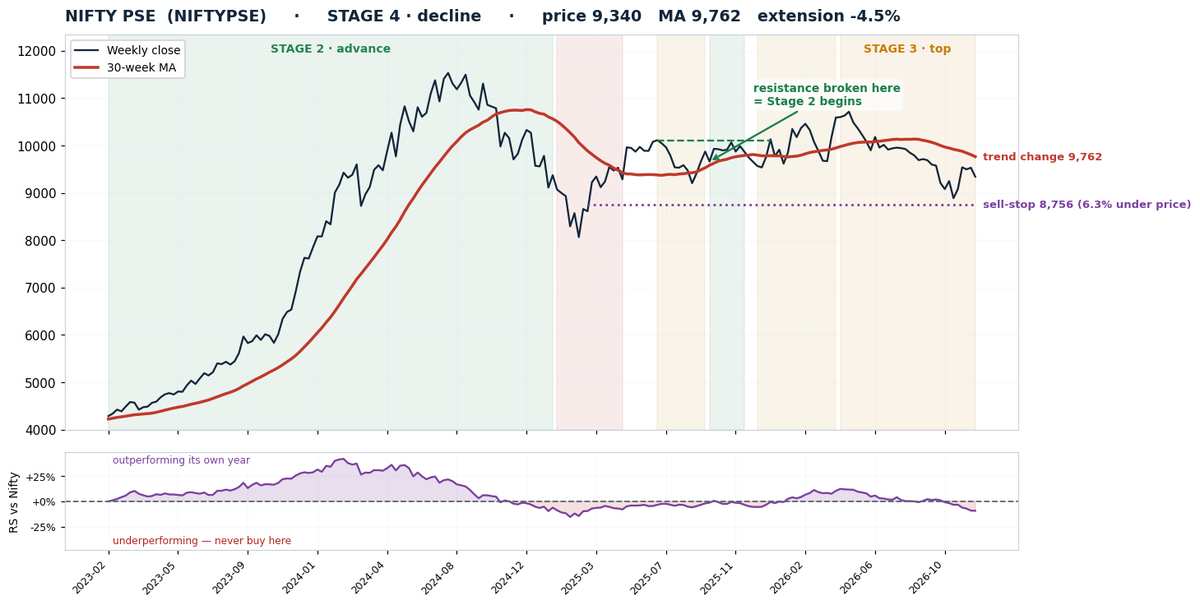 NIFTY PSE (NIFTYPSE) · STAGE 4 · decline · price 9,340 MA 9,762 extension -4.5%
Weekly close
30-week MA
STAGE 2 · advance
STAGE 3 · top
resistance broken here
= Stage 2 begins
trend change 9,762
sell-stop 8,756 (6.3% under price)
12000
11000
10000
9000
8000
7000
6000
5000
4000
RS vs Nifty
outperforming its own year
+25%
+0%
-25%
underperforming — never buy here
2023-02
2023-05
2023-09
2024-01
2024-04
2024-08
2024-12
2025-03
2025-07
2025-11
2026-02
2026-06
2026-10